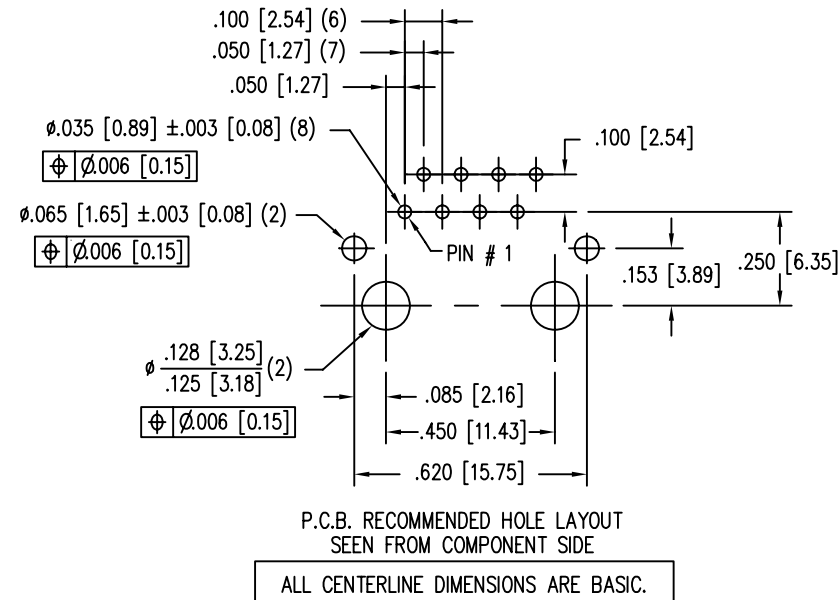 .100 [2.54] (6)
.050 [1.27] (7)
.050 [1.27]
ø.035 [0.89] ±.003 [0.08] (8)
⌖ Ø.006 [0.15]
.100 [2.54]
ø.065 [1.65] ±.003 [0.08] (2)
⌖ Ø.006 [0.15]
PIN # 1
.153 [3.89]
.250 [6.35]
ø .128 [3.25]
.125 [3.18] (2)
⌖ Ø.006 [0.15]
.085 [2.16]
.450 [11.43]
.620 [15.75]
P.C.B. RECOMMENDED HOLE LAYOUT
SEEN FROM COMPONENT SIDE
ALL CENTERLINE DIMENSIONS ARE BASIC.